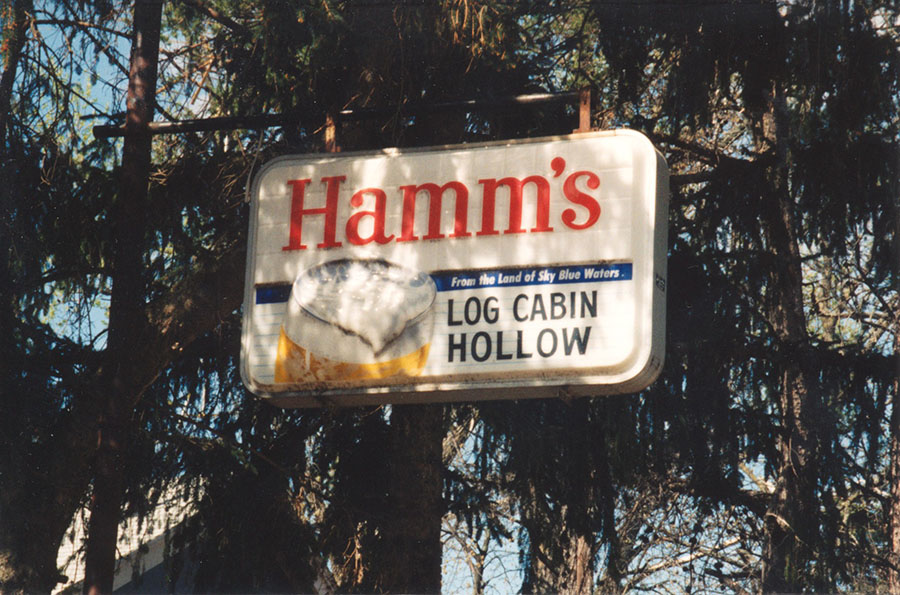 Hamm's
From the Land of Sky Blue Waters.
LOG CABIN
HOLLOW